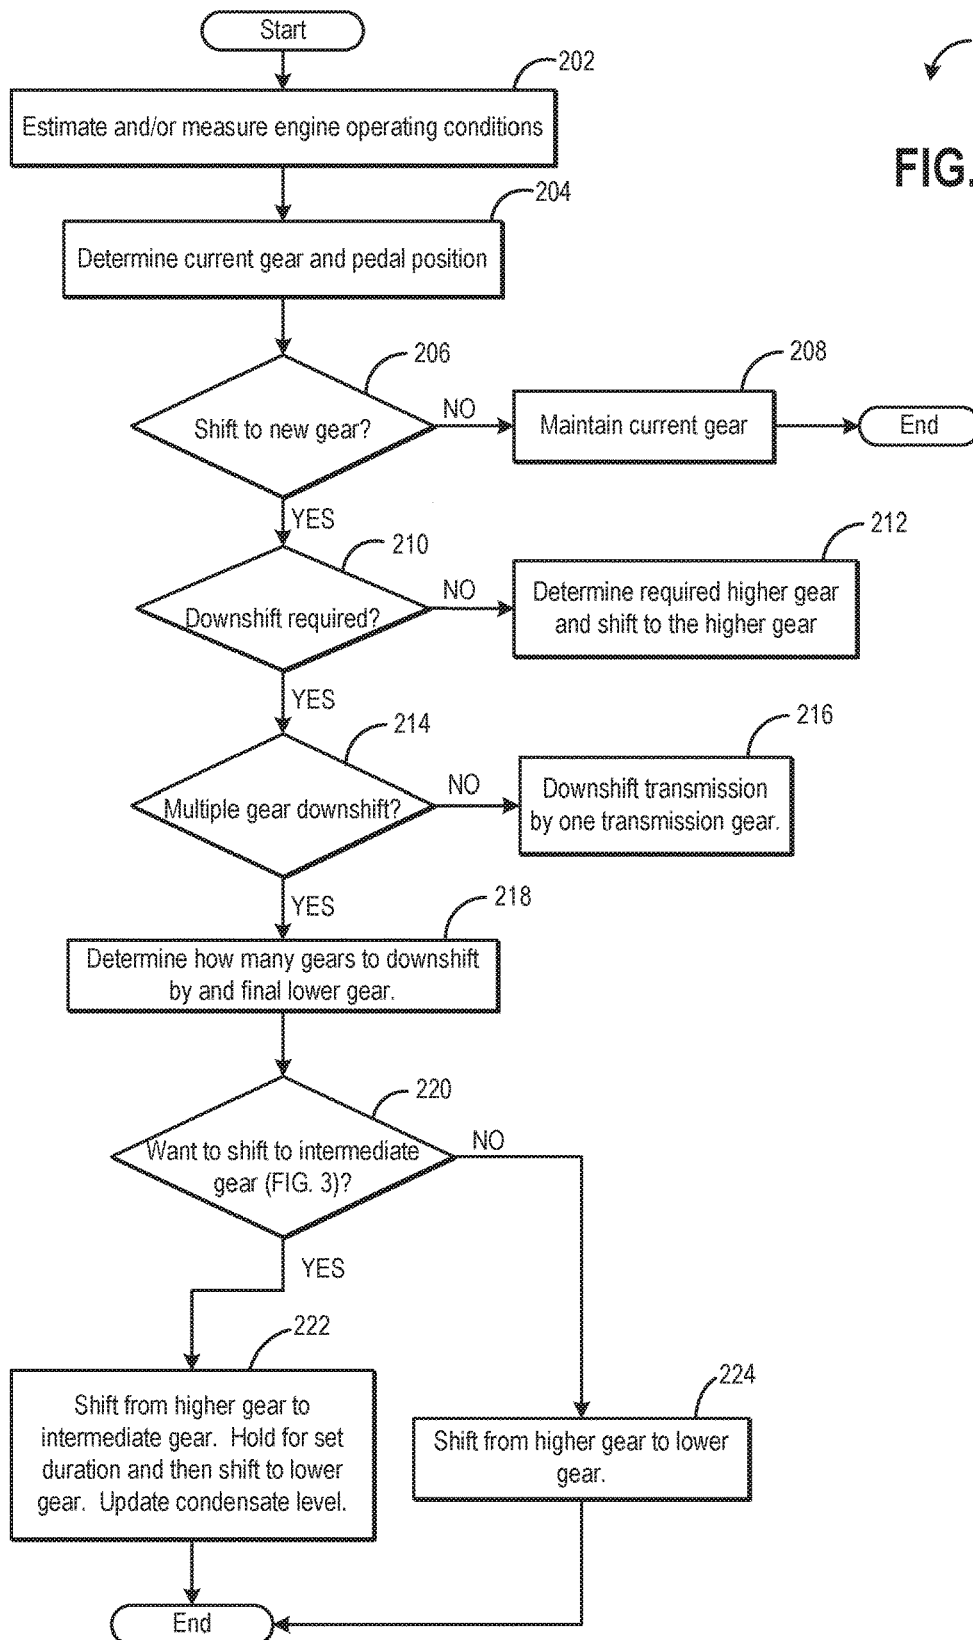 Start
202
Estimate and/or measure engine operating conditions
FIG.
204
Determine current gear and pedal position
206
Shift to new gear?
NO
208
Maintain current gear
End
YES
210
Downshift required?
NO
212
Determine required higher gear
and shift to the higher gear
YES
214
Multiple gear downshift?
NO
216
Downshift transmission
by one transmission gear.
YES
218
Determine how many gears to downshift
by and final lower gear.
220
Want to shift to intermediate
gear (FIG. 3)?
NO
YES
222
Shift from higher gear to
intermediate gear. Hold for set
duration and then shift to lower
gear. Update condensate level.
224
Shift from higher gear to lower
gear.
End